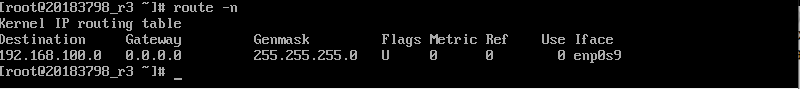 [root@20183798_r3 ~]# route -n
Kernel IP routing table
Destination     Gateway         Genmask         Flags Metric Ref    Use Iface
192.168.100.0   0.0.0.0         255.255.255.0   U     0      0        0 enp0s9
[root@20183798_r3 ~]# _